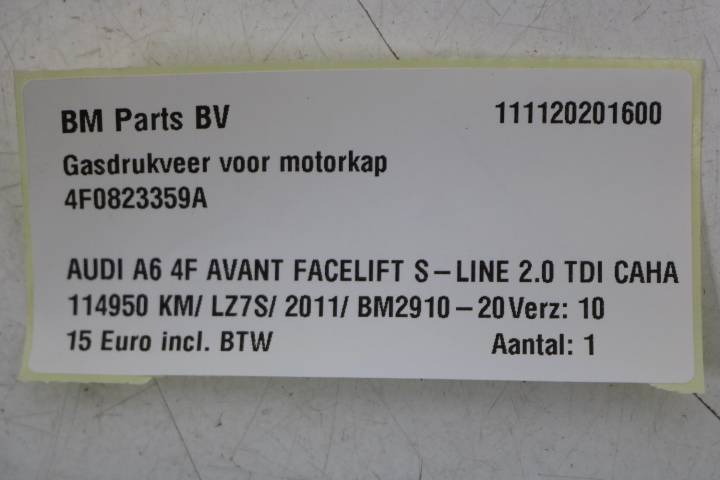 BM Parts BV 111120201600
Gasdrukveer voor motorkap
4F0823359A
AUDI A6 4F AVANT FACELIFT S-LINE 2.0 TDI CAHA
114950 KM/ LZ7S/ 2011/ BM2910-20Verz: 10
15 Euro incl. BTW Aantal: 1